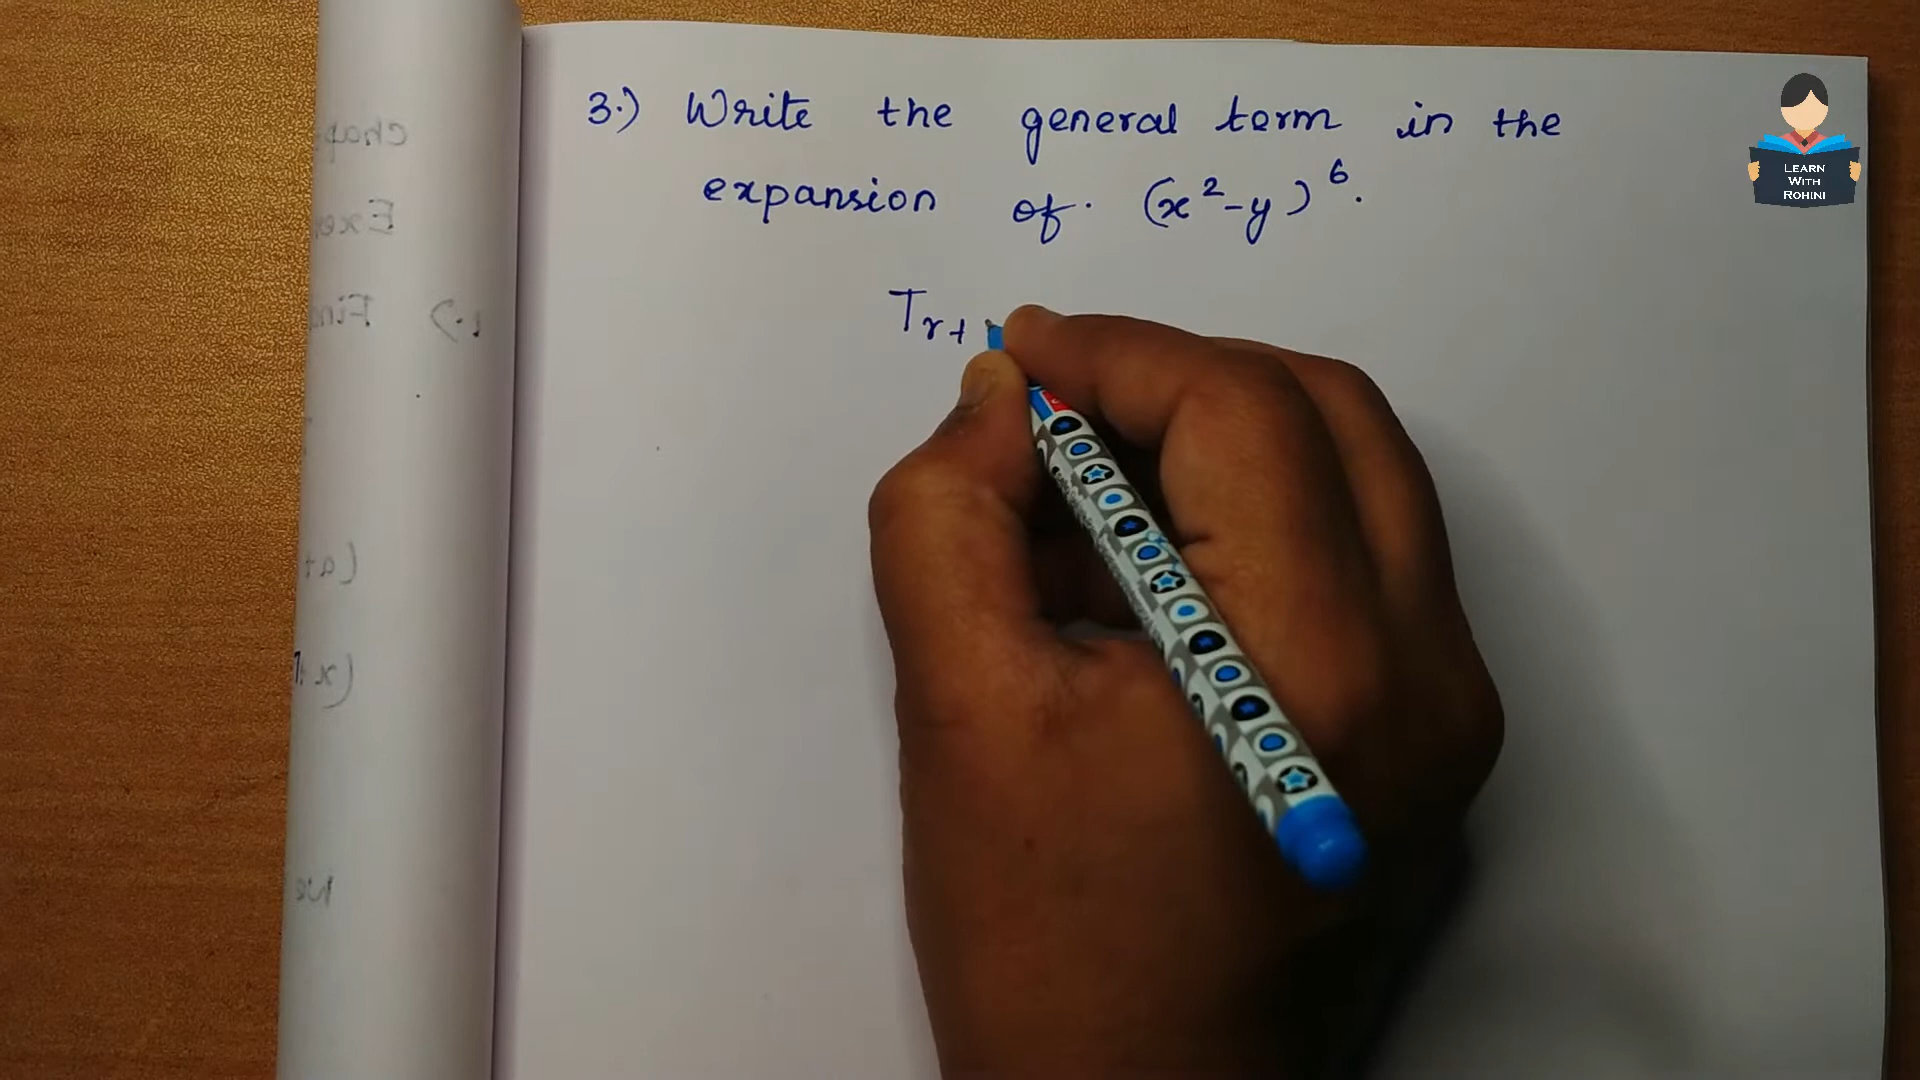 3.) Write the general term in the
expansion of. (x²-y)⁶.
Tr+
LEARN
WITH
ROHINI